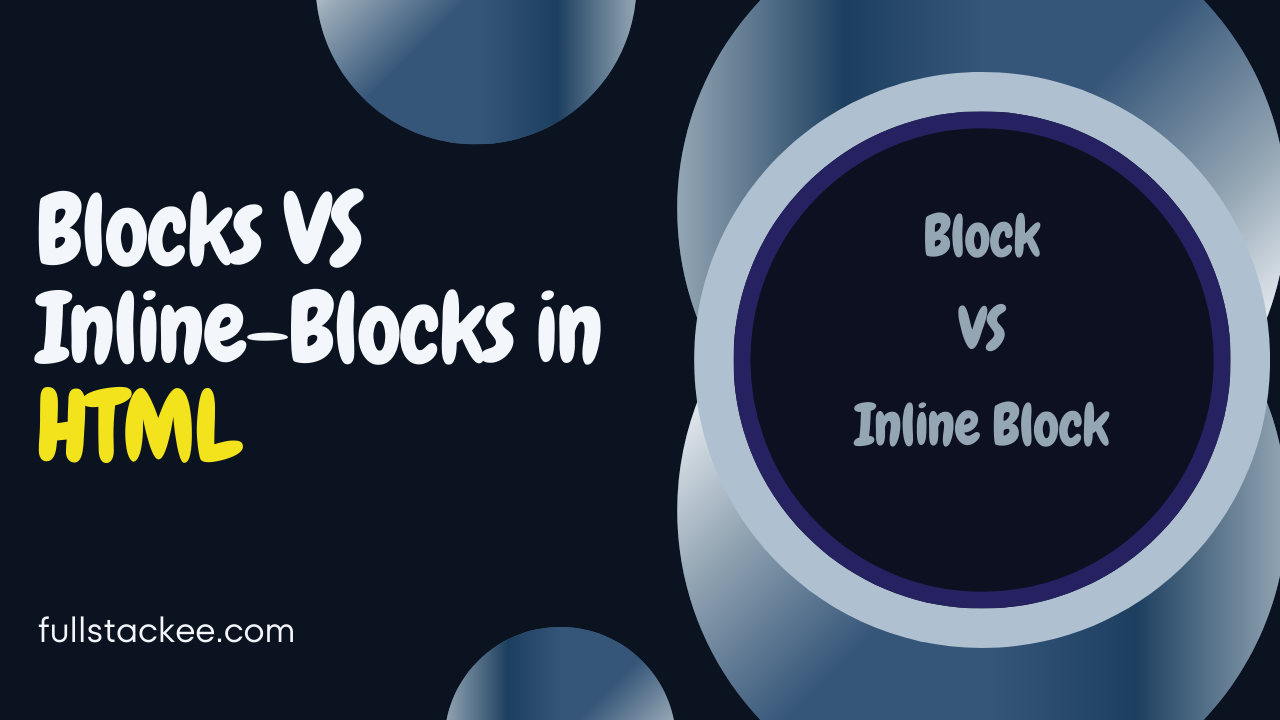 Blocks VS
Inline-Blocks in
HTML
fullstackee.com
Block
VS
Inline Block